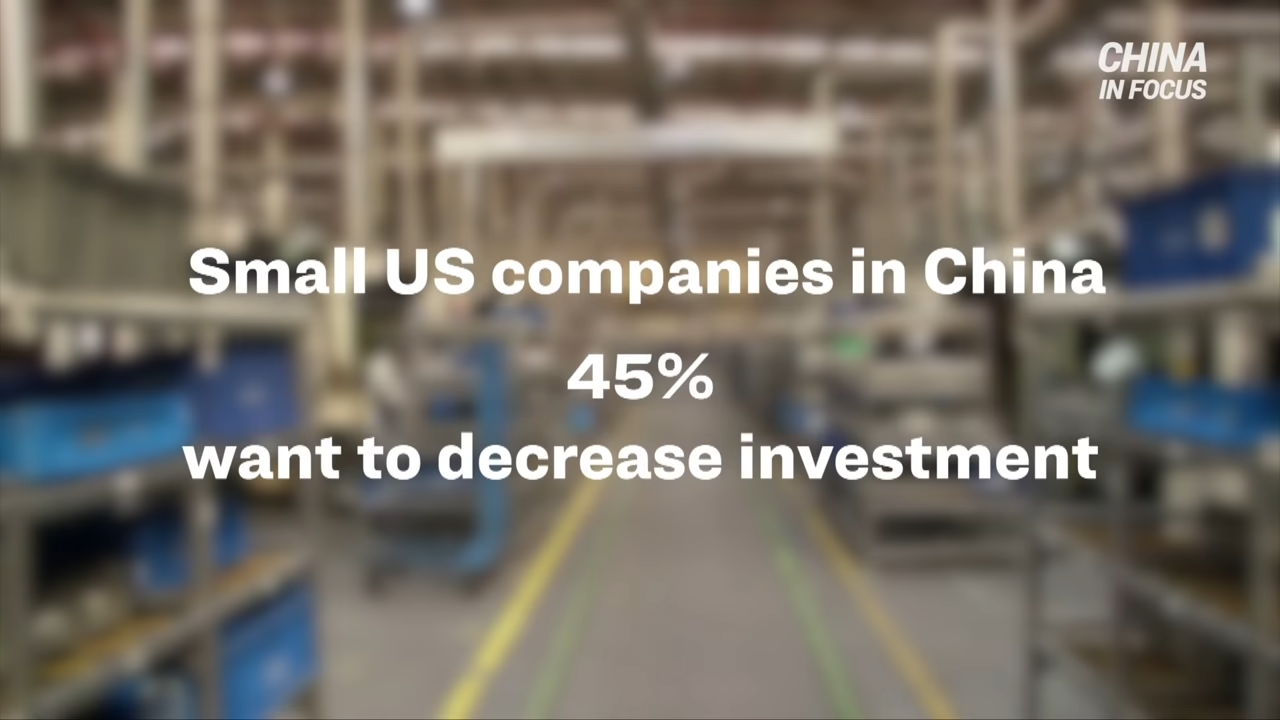 CHINA
IN FOCUS
Small US companies in China
45%
want to decrease investment